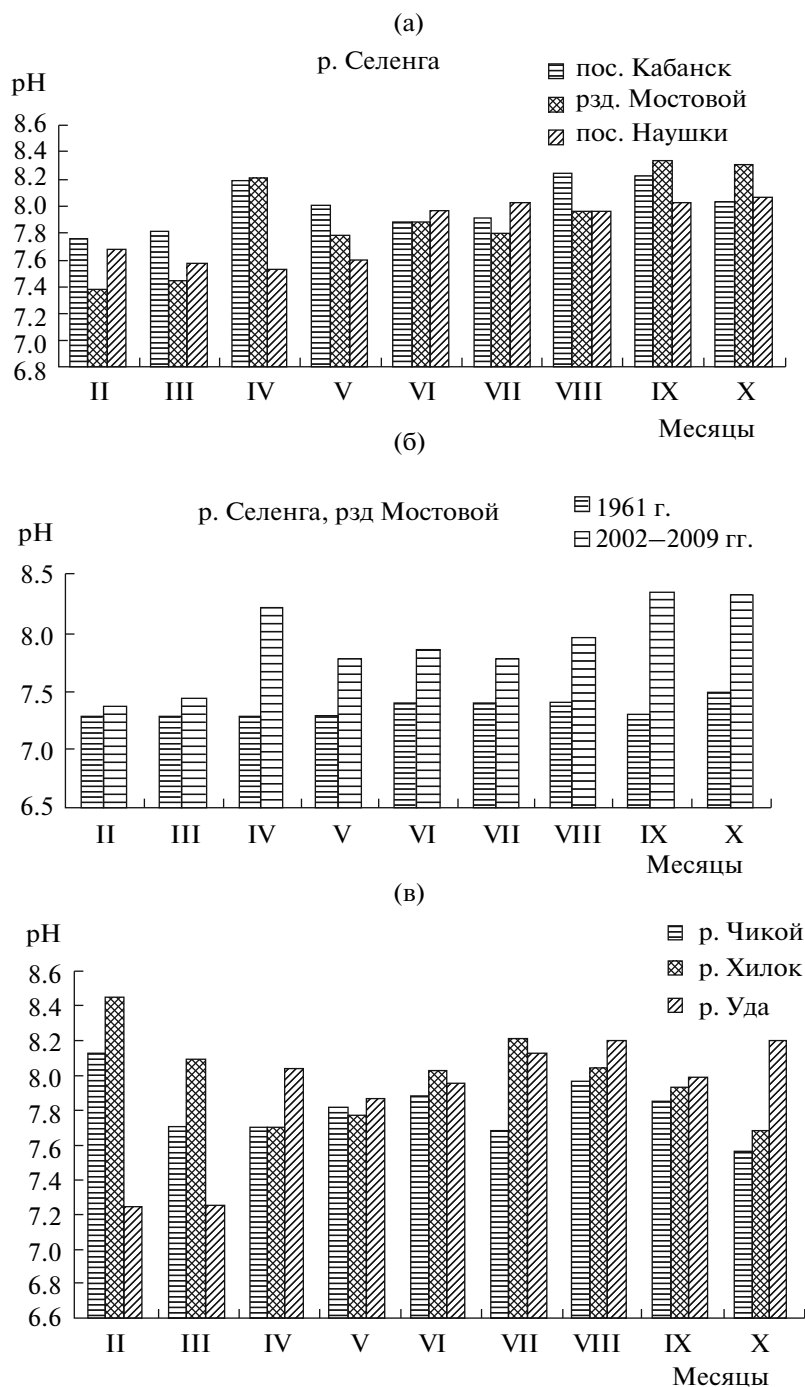 (а)
р. Селенга
pH
пос. Кабанск
рзд. Мостовой
пос. Наушки
8.6
8.4
8.2
8.0
7.8
7.6
7.4
7.2
7.0
6.8
II III IV V VI VII VIII IX X
Месяцы
(б)
р. Селенга, рзд Мостовой
pH
1961 г.
2002–2009 гг.
8.5
8.0
7.5
7.0
6.5
II III IV V VI VII VIII IX X
Месяцы
(в)
pH
р. Чикой
р. Хилок
р. Уда
8.6
8.4
8.2
8.0
7.8
7.6
7.4
7.2
7.0
6.8
6.6
II III IV V VI VII VIII IX X
Месяцы